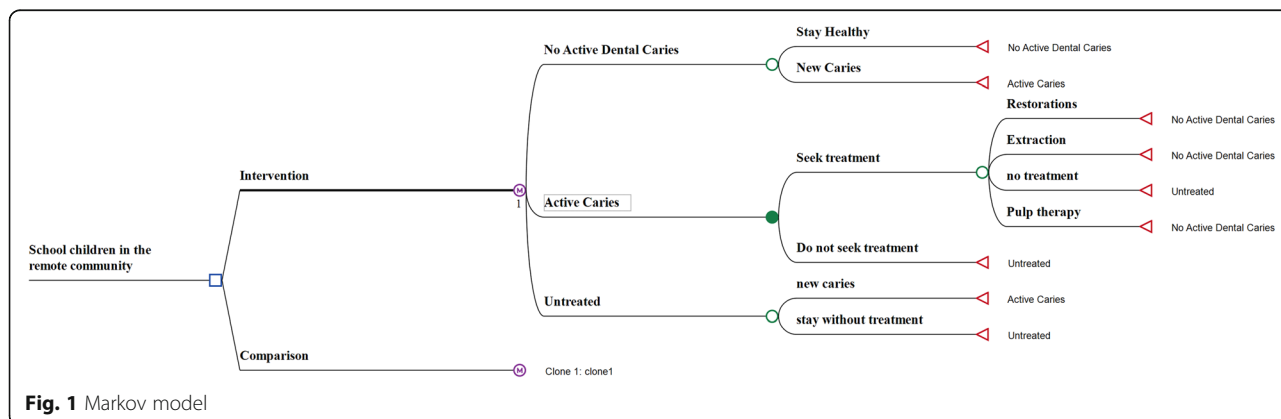 Stay Healthy
No Active Dental Caries
No Active Dental Caries
New Caries
Active Caries
Restorations
No Active Dental Caries
Extraction
No Active Dental Caries
Seek treatment
no treatment
Untreated
Intervention
M
1
Active Caries
Pulp therapy
No Active Dental Caries
School children in the
remote community
Do not seek treatment
Untreated
new caries
Active Caries
Untreated
stay without treatment
Untreated
Comparison
M
Clone 1: clone1
Fig. 1 Markov model